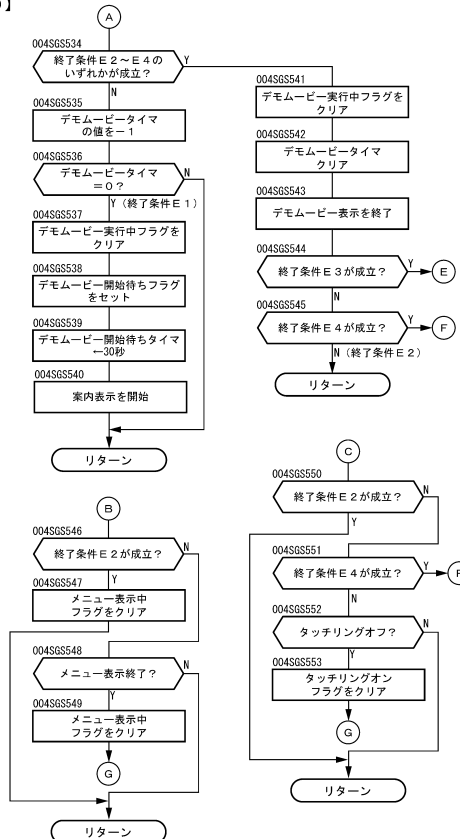 】
A
004SGS534
終了条件E2~E4の
いずれかが成立?
Y
N
004SGS535
デモムービータイマ
の値を-1
004SGS536
デモムービータイマ
=0?
N
Y(終了条件E1)
004SGS537
デモムービー実行中フラグを
クリア
004SGS538
デモムービー開始待ちフラグ
をセット
004SGS539
デモムービー開始待ちタイマ
←30秒
004SGS540
案内表示を開始
リターン
004SGS541
デモムービー実行中フラグを
クリア
004SGS542
デモムービータイマ
クリア
004SGS543
デモムービー表示を終了
004SGS544
終了条件E3が成立?
Y
E
N
004SGS545
終了条件E4が成立?
Y
F
N(終了条件E2)
リターン
B
004SGS546
終了条件E2が成立?
N
Y
004SGS547
メニュー表示中
フラグをクリア
004SGS548
メニュー表示終了?
N
Y
004SGS549
メニュー表示中
フラグをクリア
G
リターン
C
004SGS550
終了条件E2が成立?
N
Y
004SGS551
終了条件E4が成立?
Y
N
004SGS552
タッチリングオフ?
N
Y
004SGS553
タッチリングオン
フラグをクリア
G
リターン